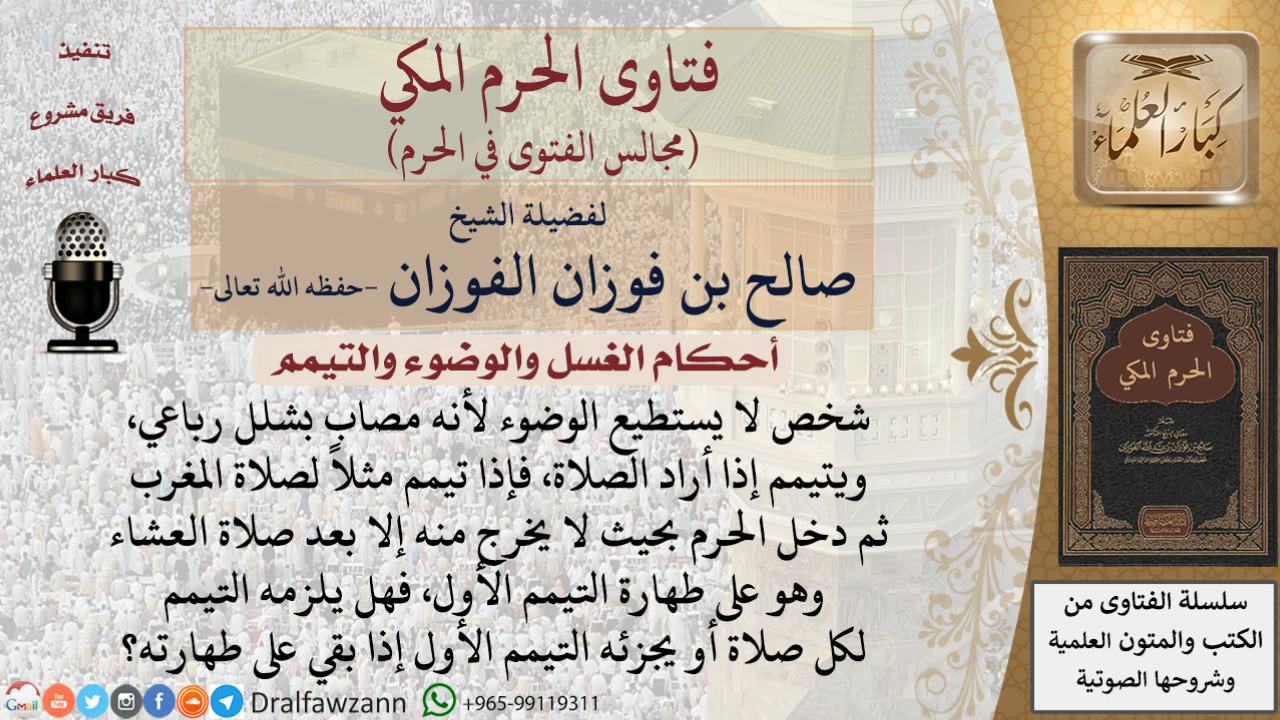 تنفيذ
فريق مشروع
كبار العلماء
فتاوى الحرم المكي
(مجالس الفتوى في الحرم)
لفضيلة الشيخ
صالح بن فوزان الفوزان -حفظه الله تعالى-
أحكام الغسل والوضوء والتيمم
شخص لا يستطيع الوضوء لأنه مصاب بشلل رباعي،
ويتيمم إذا أراد الصلاة، فإذا تيمم مثلاً لصلاة المغرب
ثم دخل الحرم بحيث لا يخرج منه إلا بعد صلاة العشاء
وهو على طهارة التيمم الأول، فهل يلزمه التيمم
لكل صلاة أو يجزئه التيمم الأول إذا بقي على طهارته؟
Gmail
Dralfawzann
+965-99119311
كِبَارُ العُلَمَاءِ
فتاوى
الحرم المكي
سلسلة الفتاوى من
الكتب والمتون العلمية
وشروحها الصوتية